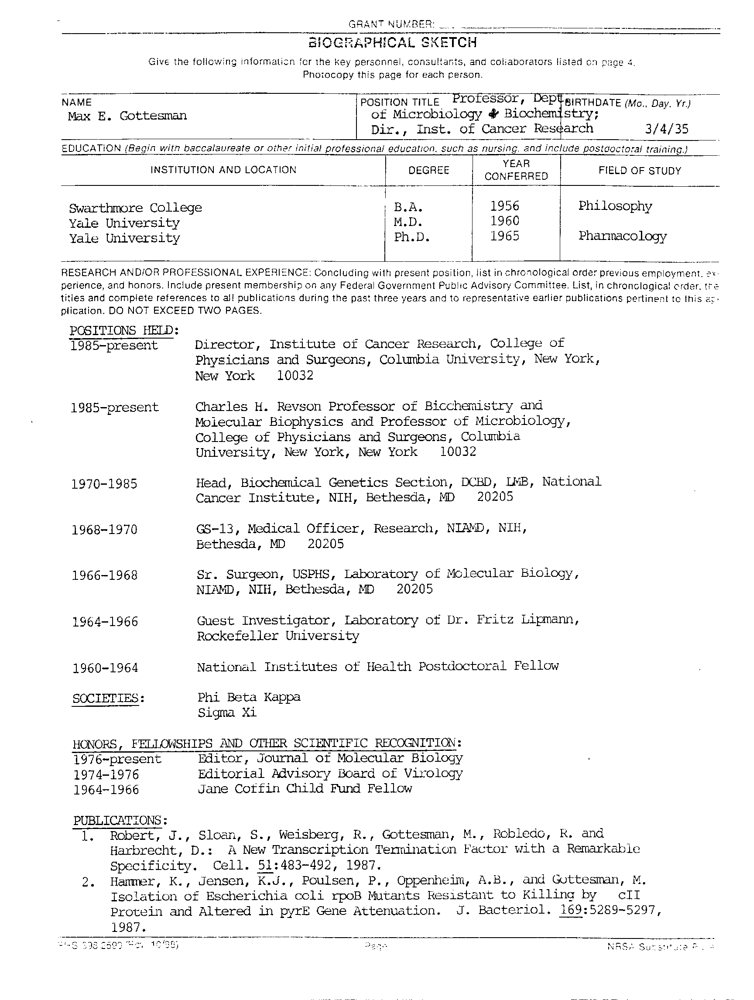 GRANT NUMBER:
BIOGRAPHICAL SKETCH
Give the following information for the key personnel, consultants, and collaborators listed on page 4.
Photocopy this page for each person.
NAME
Max E. Gottesman
POSITION TITLE Professor, Dept
of Microbiology & Biochemistry;
Dir., Inst. of Cancer Research
BIRTHDATE (Mo., Day, Yr.)
3/4/35
EDUCATION (Begin with baccalaureate or other initial professional education, such as nursing, and include postdoctoral training.)
INSTITUTION AND LOCATION DEGREE YEAR CONFERRED FIELD OF STUDY
Swarthmore College B.A. 1956 Philosophy
Yale University M.D. 1960
Yale University Ph.D. 1965 Pharmacology
RESEARCH AND/OR PROFESSIONAL EXPERIENCE: Concluding with present position, list in chronological order previous employment, ex-
perience, and honors. Include present membership on any Federal Government Public Advisory Committee. List, in chronological order, the
titles and complete references to all publications during the past three years and to representative earlier publications pertinent to this ap-
plication. DO NOT EXCEED TWO PAGES.
POSITIONS HELD:
1985-present Director, Institute of Cancer Research, College of
Physicians and Surgeons, Columbia University, New York,
New York 10032
1985-present Charles H. Revson Professor of Biochemistry and
Molecular Biophysics and Professor of Microbiology,
College of Physicians and Surgeons, Columbia
University, New York, New York 10032
1970-1985 Head, Biochemical Genetics Section, DCBD, LMB, National
Cancer Institute, NIH, Bethesda, MD 20205
1968-1970 GS-13, Medical Officer, Research, NIAMD, NIH,
Bethesda, MD 20205
1966-1968 Sr. Surgeon, USPHS, Laboratory of Molecular Biology,
NIAMD, NIH, Bethesda, MD 20205
1964-1966 Guest Investigator, Laboratory of Dr. Fritz Lipmann,
Rockefeller University
1960-1964 National Institutes of Health Postdoctoral Fellow
SOCIETIES: Phi Beta Kappa
Sigma Xi
HONORS, FELLOWSHIPS AND OTHER SCIENTIFIC RECOGNITION:
1976-present Editor, Journal of Molecular Biology
1974-1976 Editorial Advisory Board of Virology
1964-1966 Jane Coffin Child Fund Fellow
PUBLICATIONS:
1. Robert, J., Sloan, S., Weisberg, R., Gottesman, M., Robledo, R. and
Harbrecht, D.: A New Transcription Termination Factor with a Remarkable
Specificity. Cell. 51:483-492, 1987.
2. Hammer, K., Jensen, K.J., Poulsen, P., Oppenheim, A.B., and Gottesman, M.
Isolation of Escherichia coli rpoB Mutants Resistant to Killing by cII
Protein and Altered in pyrE Gene Attenuation. J. Bacteriol. 169:5289-5297,
1987.
Page
NRSA Substitute